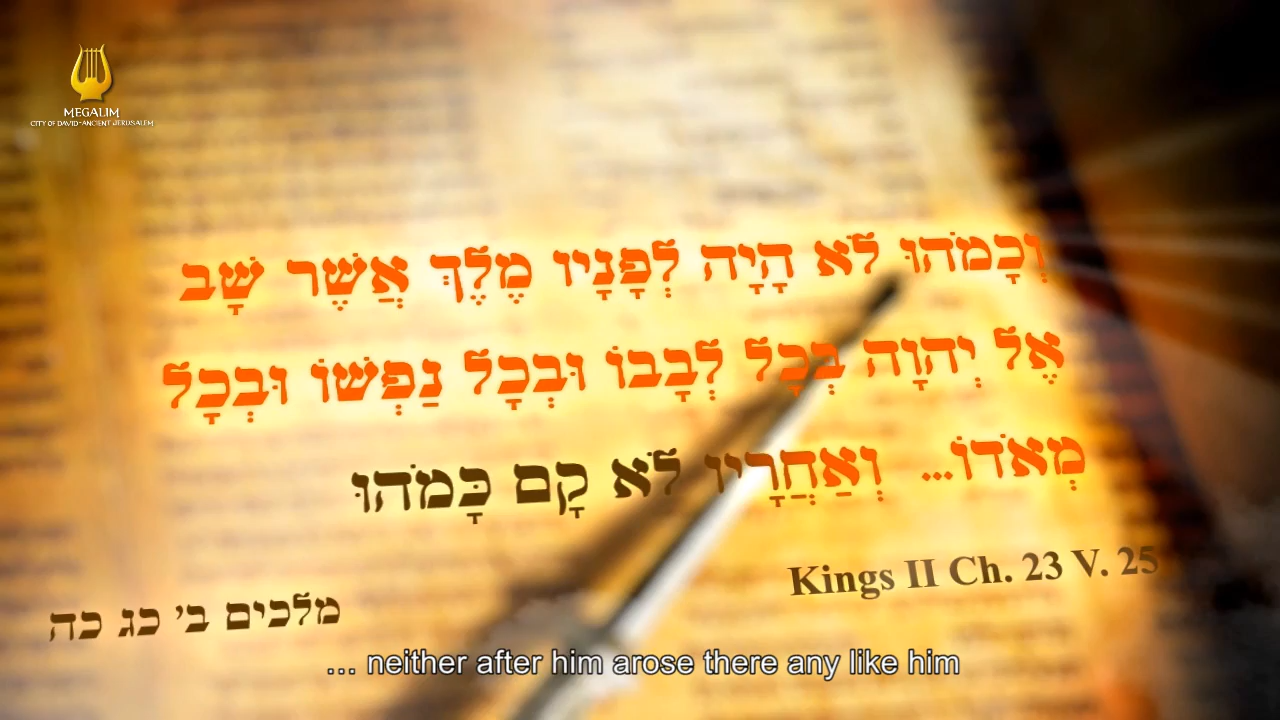 MEGALIM
CITY OF DAVID-ANCIENT JERUSALEM
וְכָמֹהוּ לֹא הָיָה לְפָנָיו מֶלֶךְ אֲשֶׁר שָׁב
אֶל יְהוָה בְּכָל לְבָבוֹ וּבְכָל נַפְשׁוֹ וּבְכָל
מְאֹדוֹ... וְאַחֲרָיו לֹא קָם כָּמֹהוּ
Kings II Ch. 23 V. 25
מלכים ב' כג כה
... neither after him arose there any like him